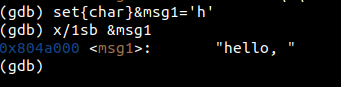 (gdb) set{char}&msg1='h'
(gdb) x/1sb &msg1
0x804a000 <msg1>:	"hello, "
(gdb)